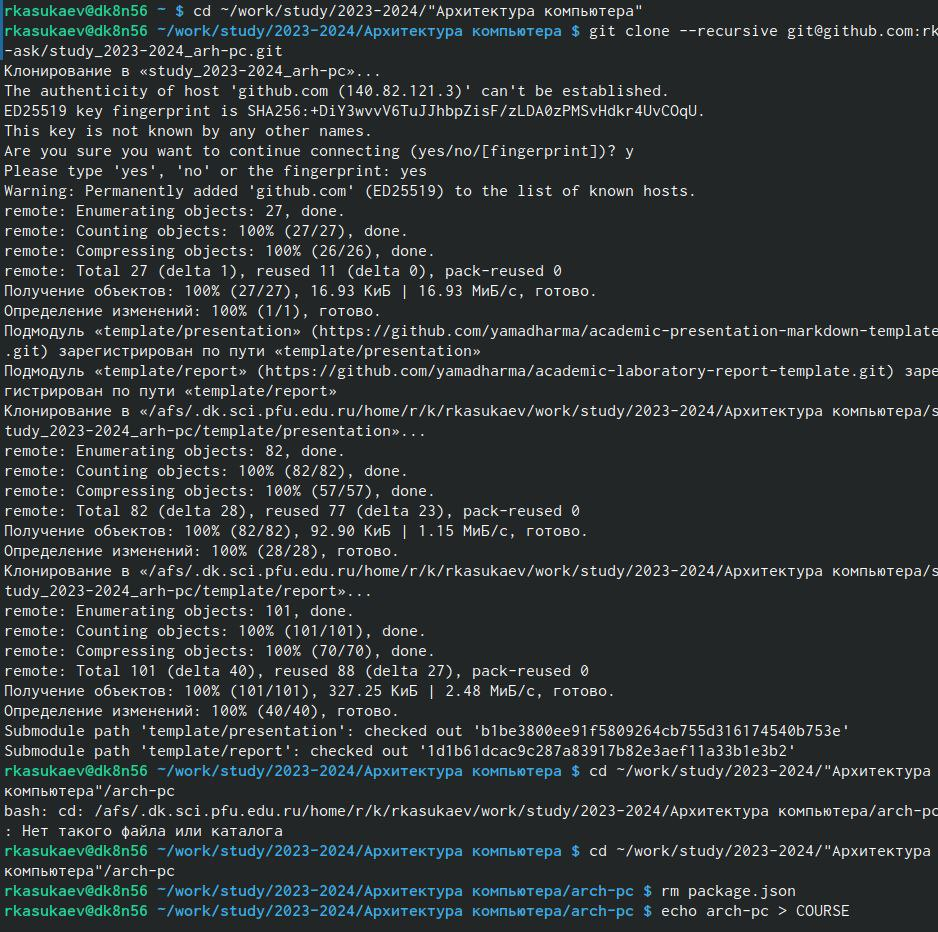 rkasukaev@dk8n56 ~ $ cd ~/work/study/2023-2024/"Архитектура компьютера"
rkasukaev@dk8n56 ~/work/study/2023-2024/Архитектура компьютера $ git clone --recursive git@github.com:rk
-ask/study_2023-2024_arh-pc.git
Клонирование в «study_2023-2024_arh-pc»...
The authenticity of host 'github.com (140.82.121.3)' can't be established.
ED25519 key fingerprint is SHA256:+DiY3wvvV6TuJJhbpZisF/zLDA0zPMSvHdkr4UvCOqU.
This key is not known by any other names.
Are you sure you want to continue connecting (yes/no/[fingerprint])? y
Please type 'yes', 'no' or the fingerprint: yes
Warning: Permanently added 'github.com' (ED25519) to the list of known hosts.
remote: Enumerating objects: 27, done.
remote: Counting objects: 100% (27/27), done.
remote: Compressing objects: 100% (26/26), done.
remote: Total 27 (delta 1), reused 11 (delta 0), pack-reused 0
Получение объектов: 100% (27/27), 16.93 КиБ | 16.93 МиБ/с, готово.
Определение изменений: 100% (1/1), готово.
Подмодуль «template/presentation» (https://github.com/yamadharma/academic-presentation-markdown-template
.git) зарегистрирован по пути «template/presentation»
Подмодуль «template/report» (https://github.com/yamadharma/academic-laboratory-report-template.git) заре
гистрирован по пути «template/report»
Клонирование в «/afs/.dk.sci.pfu.edu.ru/home/r/k/rkasukaev/work/study/2023-2024/Архитектура компьютера/s
tudy_2023-2024_arh-pc/template/presentation»...
remote: Enumerating objects: 82, done.
remote: Counting objects: 100% (82/82), done.
remote: Compressing objects: 100% (57/57), done.
remote: Total 82 (delta 28), reused 77 (delta 23), pack-reused 0
Получение объектов: 100% (82/82), 92.90 КиБ | 1.15 МиБ/с, готово.
Определение изменений: 100% (28/28), готово.
Клонирование в «/afs/.dk.sci.pfu.edu.ru/home/r/k/rkasukaev/work/study/2023-2024/Архитектура компьютера/s
tudy_2023-2024_arh-pc/template/report»...
remote: Enumerating objects: 101, done.
remote: Counting objects: 100% (101/101), done.
remote: Compressing objects: 100% (70/70), done.
remote: Total 101 (delta 40), reused 88 (delta 27), pack-reused 0
Получение объектов: 100% (101/101), 327.25 КиБ | 2.48 МиБ/с, готово.
Определение изменений: 100% (40/40), готово.
Submodule path 'template/presentation': checked out 'b1be3800ee91f5809264cb755d316174540b753e'
Submodule path 'template/report': checked out '1d1b61dcac9c287a83917b82e3aef11a33b1e3b2'
rkasukaev@dk8n56 ~/work/study/2023-2024/Архитектура компьютера $ cd ~/work/study/2023-2024/"Архитектура
компьютера"/arch-pc
bash: cd: /afs/.dk.sci.pfu.edu.ru/home/r/k/rkasukaev/work/study/2023-2024/Архитектура компьютера/arch-pc
: Нет такого файла или каталога
rkasukaev@dk8n56 ~/work/study/2023-2024/Архитектура компьютера $ cd ~/work/study/2023-2024/"Архитектура
компьютера"/arch-pc
rkasukaev@dk8n56 ~/work/study/2023-2024/Архитектура компьютера/arch-pc $ rm package.json
rkasukaev@dk8n56 ~/work/study/2023-2024/Архитектура компьютера/arch-pc $ echo arch-pc > COURSE